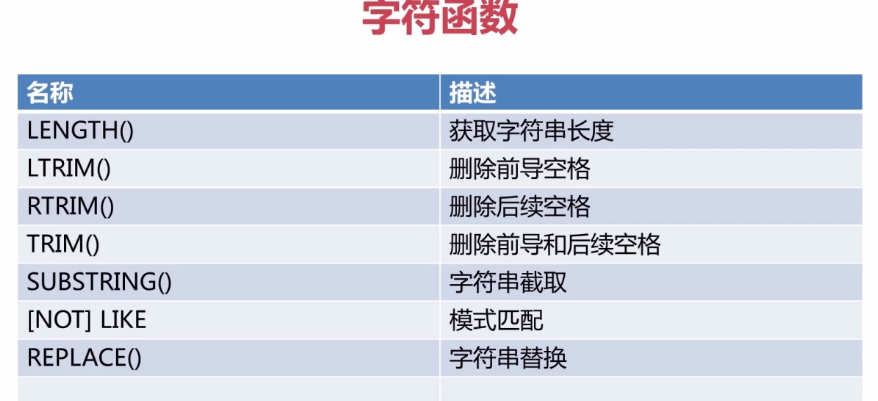 字符函数
名称 描述
LENGTH() 获取字符串长度
LTRIM() 删除前导空格
RTRIM() 删除后续空格
TRIM() 删除前导和后续空格
SUBSTRING() 字符串截取
[NOT] LIKE 模式匹配
REPLACE() 字符串替换